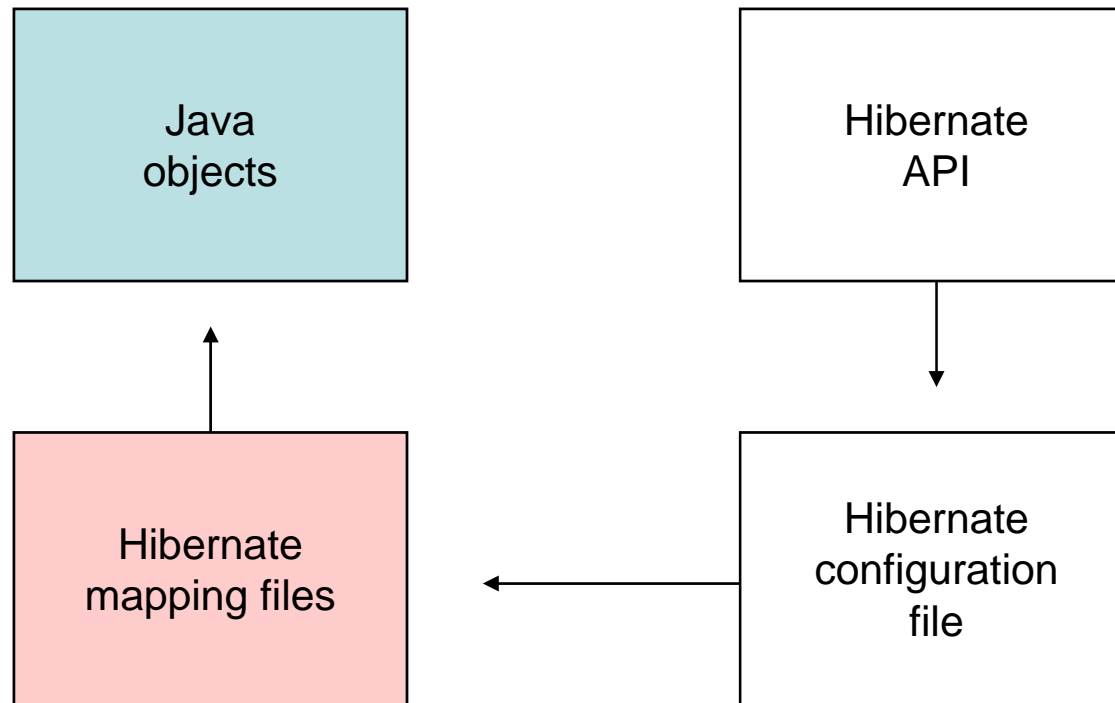 Java
objects
Hibernate
API
Hibernate
mapping files
Hibernate
configuration
file